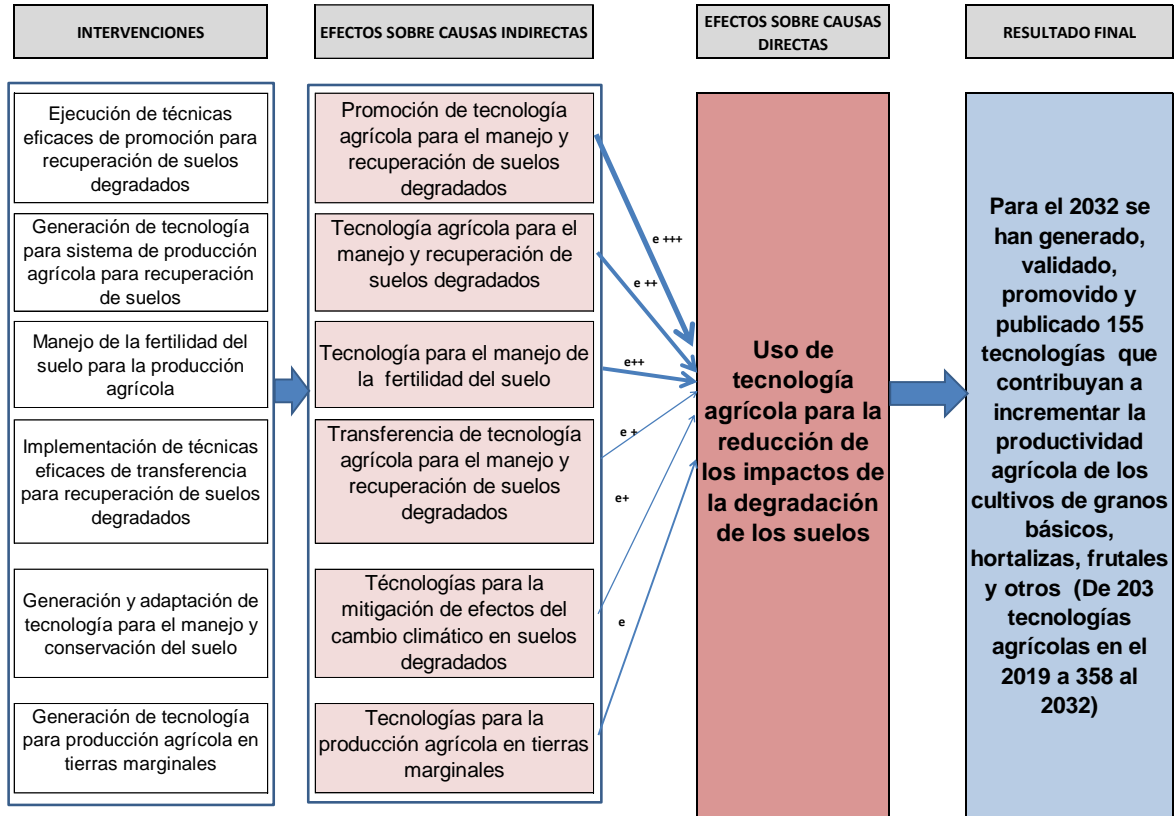 INTERVENCIONES
EFECTOS SOBRE CAUSAS INDIRECTAS
EFECTOS SOBRE CAUSAS
DIRECTAS
RESULTADO FINAL
Ejecución de técnicas
eficaces de promoción para
recuperación de suelos
degradados
Generación de tecnología
para sistema de producción
agrícola para recuperación
de suelos
Manejo de la fertilidad del
suelo para la producción
agrícola
Implementación de técnicas
eficaces de transferencia
para recuperación de suelos
degradados
Generación y adaptación de
tecnología para el manejo y
conservación del suelo
Generación de tecnología
para producción agrícola en
tierras marginales
Promoción de tecnología
agrícola para el manejo y
recuperación de suelos
degradados
Tecnología agrícola para el
manejo y recuperación de
suelos degradados
Tecnología para el manejo de
la fertilidad del suelo
Transferencia de tecnología
agrícola para el manejo y
recuperación de suelos
degradados
Técnologías para la
mitigación de efectos del
cambio climático en suelos
degradados
Tecnologías para la
producción agrícola en tierras
marginales
e +++
e ++
e++
e +
e+
e
Uso de
tecnología
agrícola para la
reducción de
los impactos de
la degradación
de los suelos
Para el 2032 se
han generado,
validado,
promovido y
publicado 155
tecnologías que
contribuyan a
incrementar la
productividad
agrícola de los
cultivos de granos
básicos,
hortalizas, frutales
y otros (De 203
tecnologías
agrícolas en el
2019 a 358 al
2032)